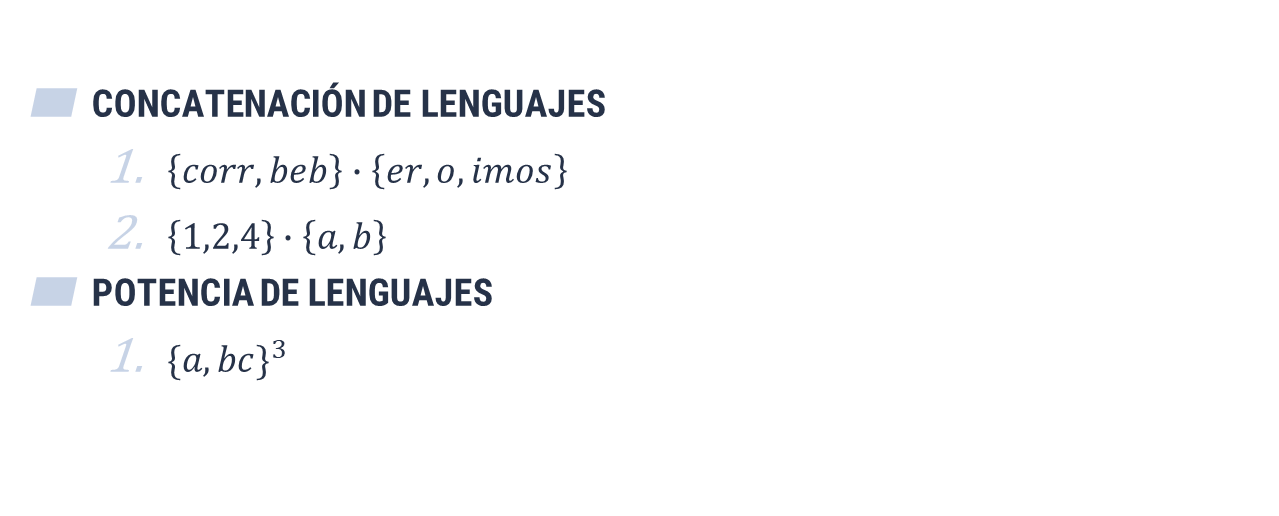 CONCATENACIÓN DE LENGUAJES
1. {corr, beb} · {er, o, imos}
2. {1,2,4} · {a, b}
POTENCIA DE LENGUAJES
1. {a, bc}³